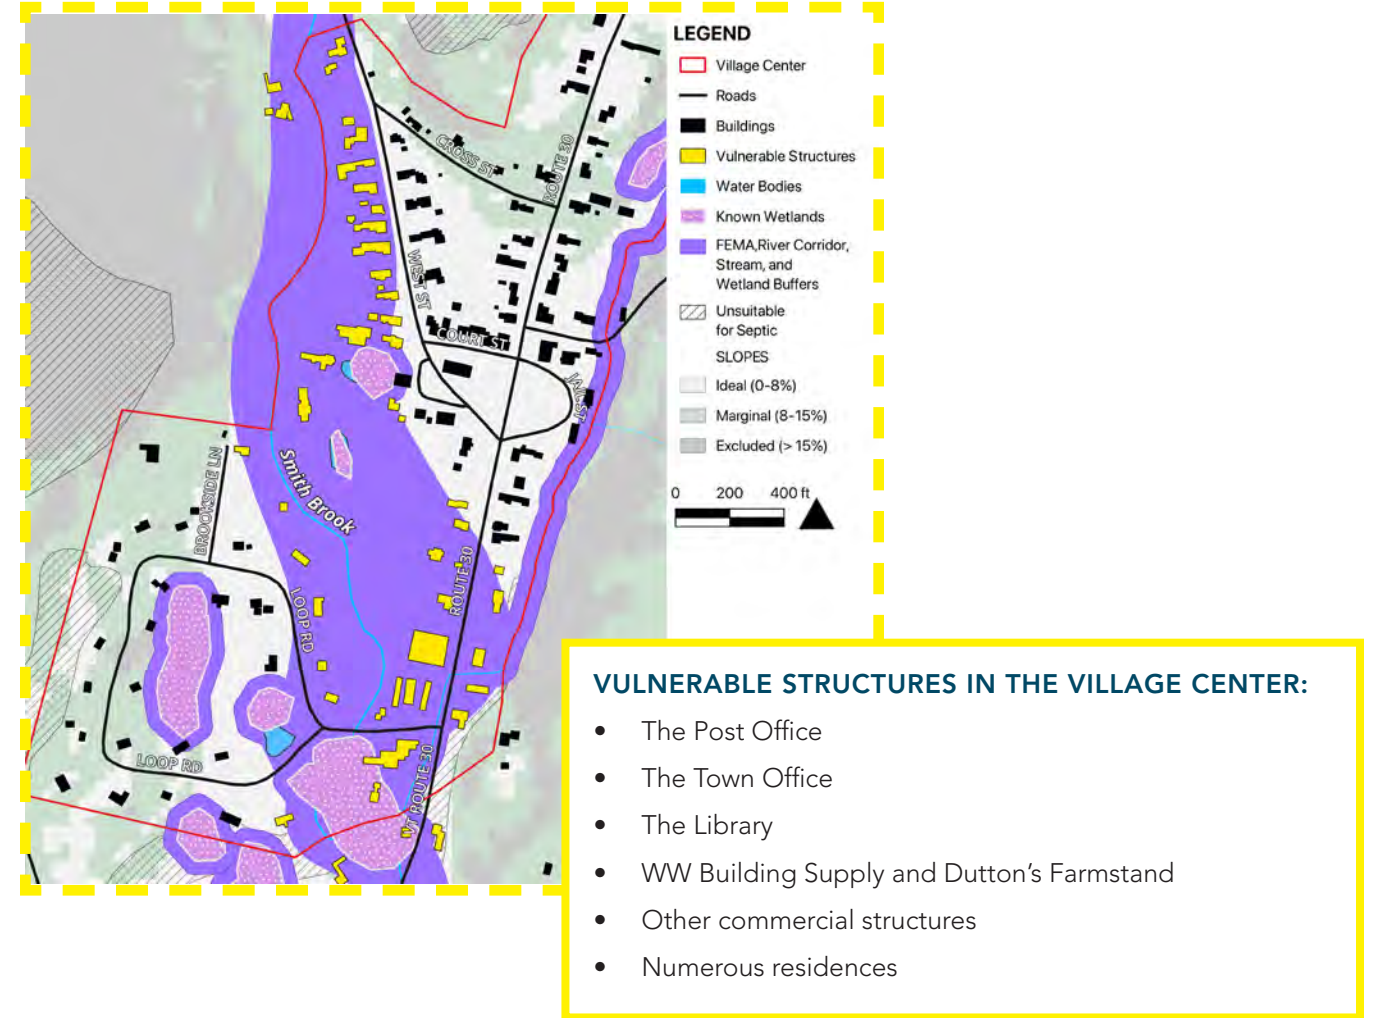 LEGEND
Village Center
Roads
Buildings
Vulnerable Structures
Water Bodies
Known Wetlands
FEMA,River Corridor,
Stream, and
Wetland Buffers
Unsuitable
for Septic
SLOPES
Ideal (0-8%)
Marginal (8-15%)
Excluded (> 15%)
0 200 400 ft
CROSS ST
ROUTE 30
WEST ST
COURT ST
JAIL ST
BROOKSIDE LN
Smith Brook
ROUTE 30
LOOP RD
LOOP RD
VT ROUTE 30
VULNERABLE STRUCTURES IN THE VILLAGE CENTER:
• The Post Office
• The Town Office
• The Library
• WW Building Supply and Dutton’s Farmstand
• Other commercial structures
• Numerous residences